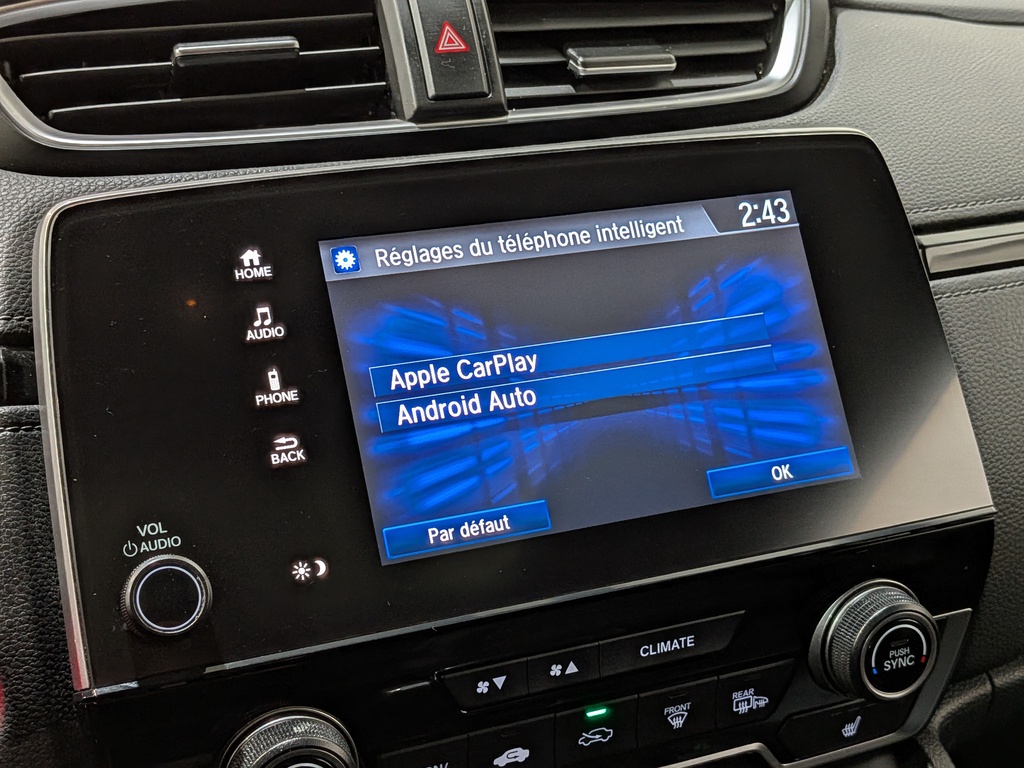 Réglages du téléphone intelligent
2:43
HOME
AUDIO
Apple CarPlay
PHONE
Android Auto
BACK
OK
Par défaut
VOL
AUDIO
CLIMATE
PUSH
SYNC
FRONT
REAR